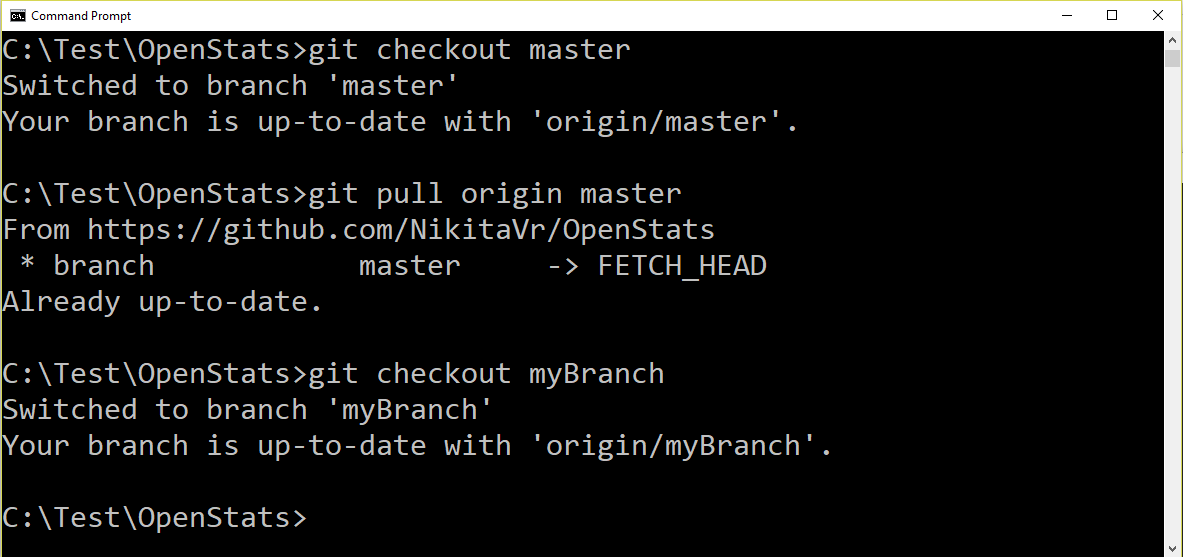 Command Prompt
C:\Test\OpenStats>git checkout master
Switched to branch 'master'
Your branch is up-to-date with 'origin/master'.
C:\Test\OpenStats>git pull origin master
From https://github.com/NikitaVr/OpenStats
 * branch            master     -> FETCH_HEAD
Already up-to-date.
C:\Test\OpenStats>git checkout myBranch
Switched to branch 'myBranch'
Your branch is up-to-date with 'origin/myBranch'.
C:\Test\OpenStats>